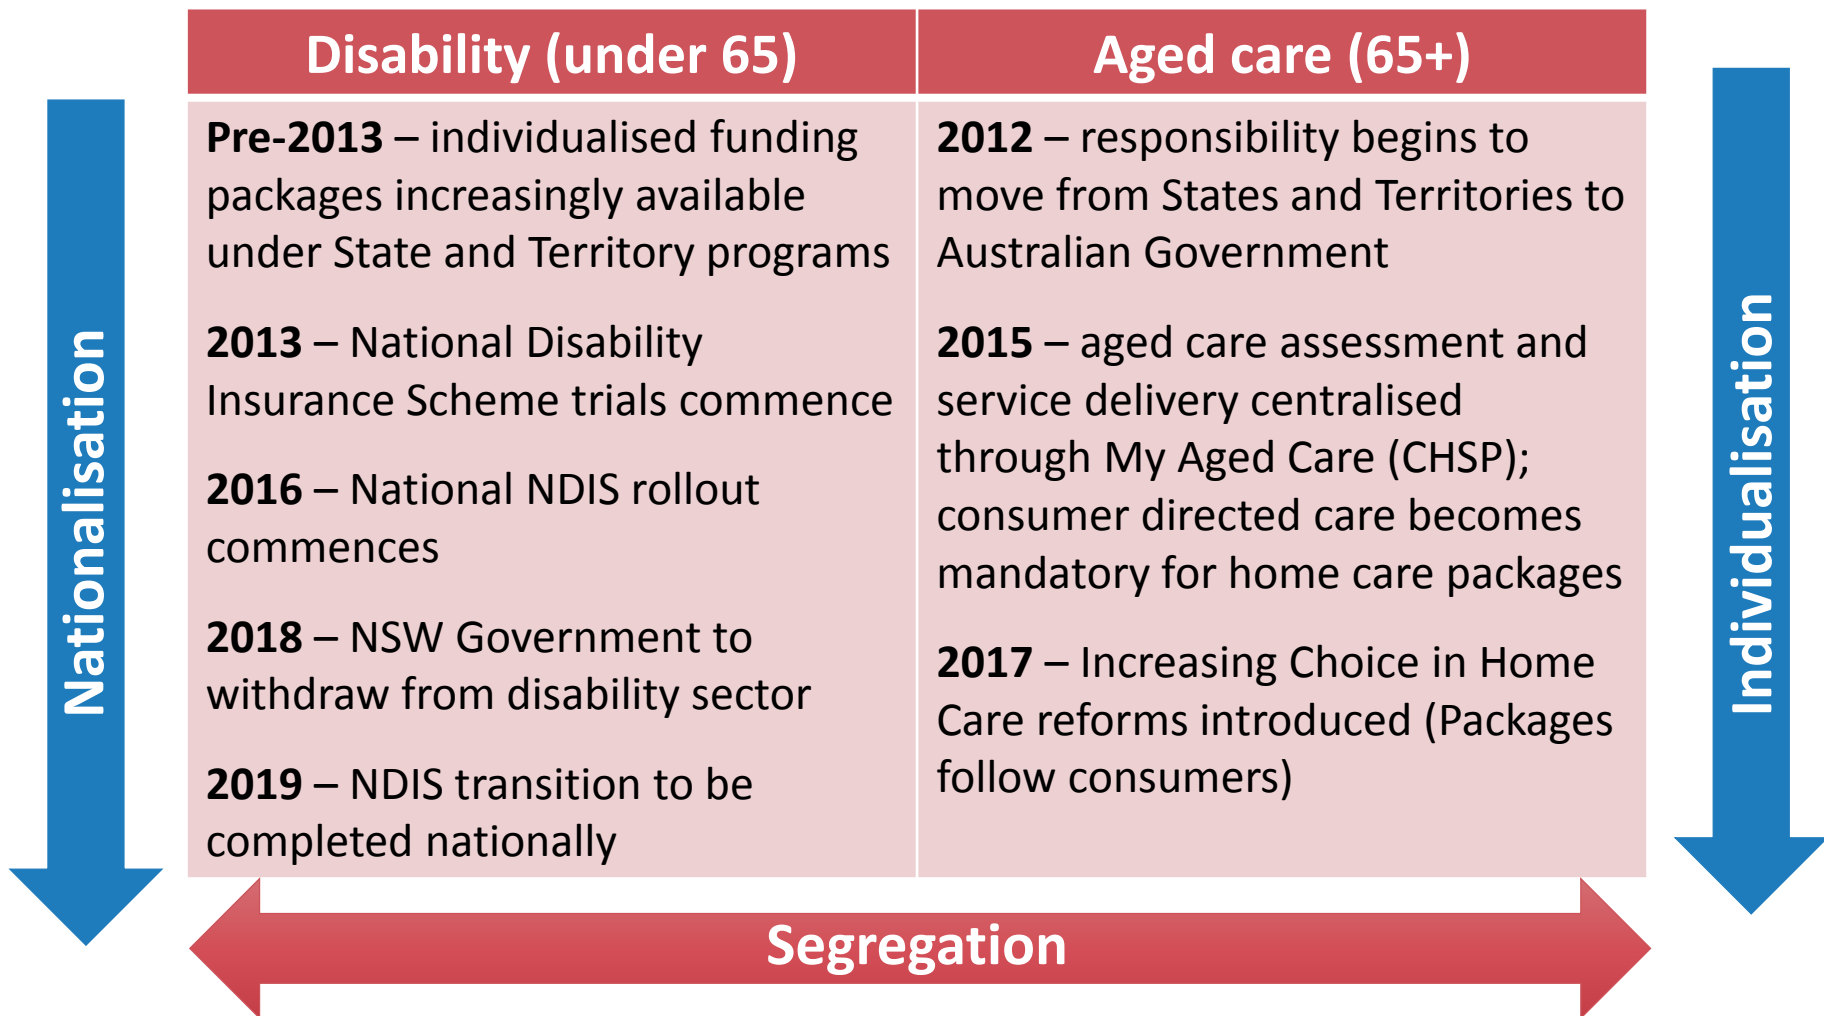 Disability (under 65)
Aged care (65+)
Nationalisation
Pre-2013 – individualised funding
packages increasingly available
under State and Territory programs
2013 – National Disability
Insurance Scheme trials commence
2016 – National NDIS rollout
commences
2018 – NSW Government to
withdraw from disability sector
2019 – NDIS transition to be
completed nationally
2012 – responsibility begins to
move from States and Territories to
Australian Government
2015 – aged care assessment and
service delivery centralised
through My Aged Care (CHSP);
consumer directed care becomes
mandatory for home care packages
2017 – Increasing Choice in Home
Care reforms introduced (Packages
follow consumers)
Individualisation
Segregation